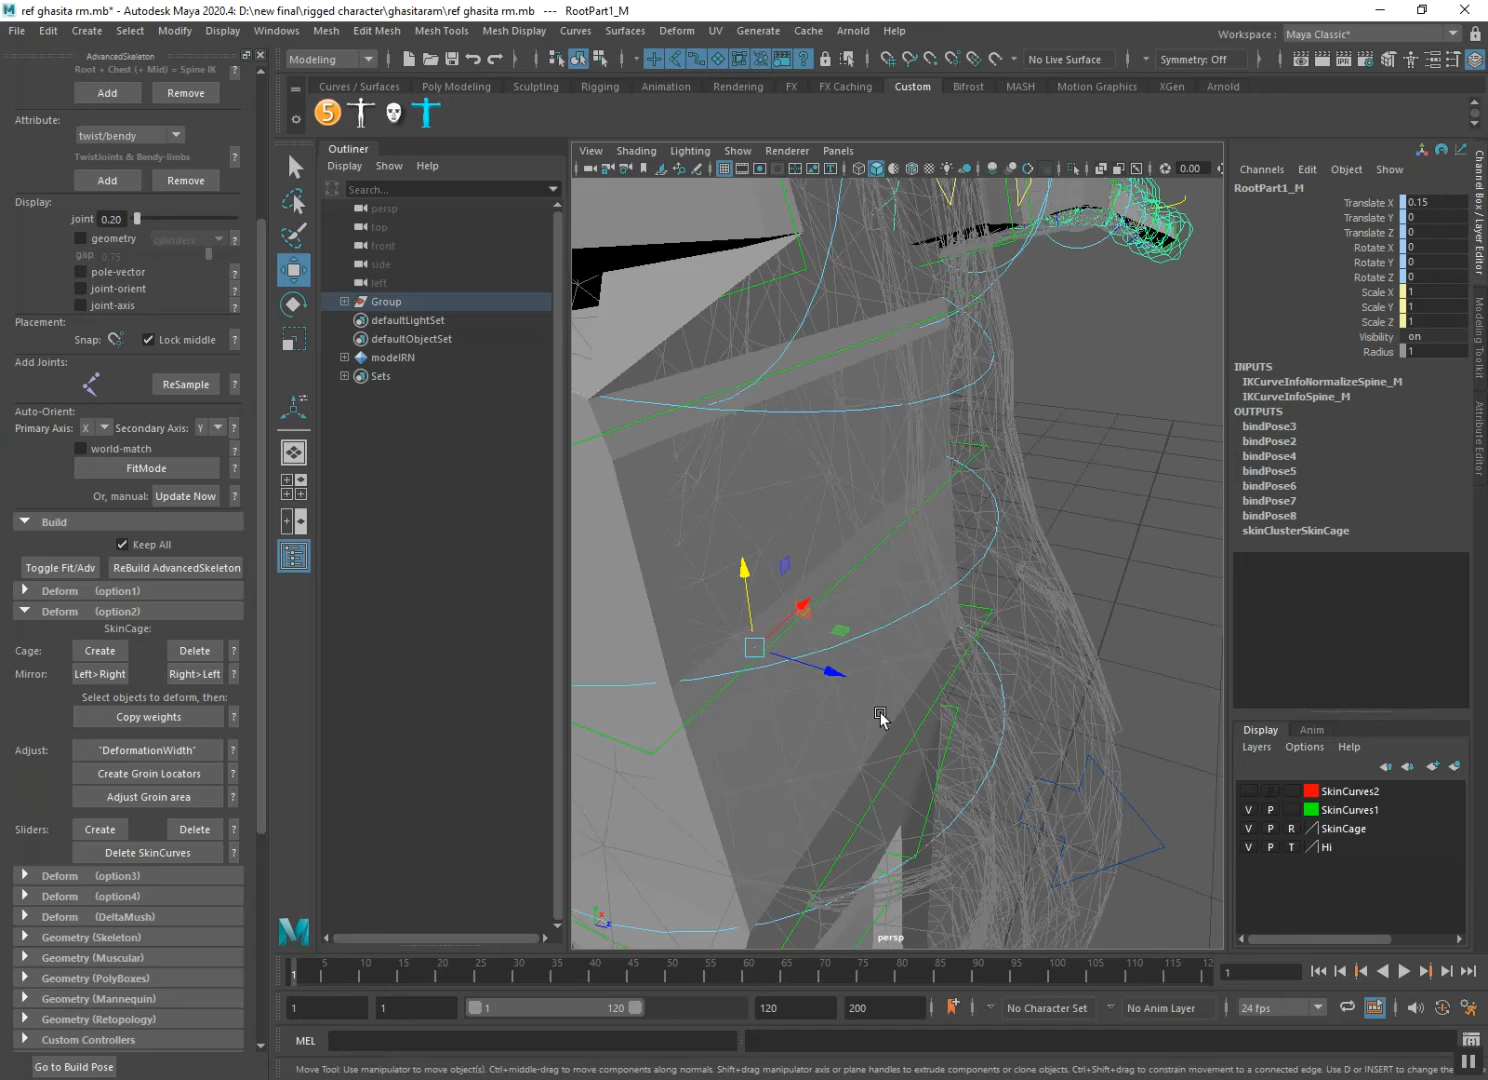 ref ghasita rm.mb* - Autodesk Maya 2020.4: D:\new final\rigged character\ghasitaram\ref ghasita rm.mb --- RootPart1_M
File Edit Create Select Modify Display Windows Mesh Edit Mesh Mesh Tools Mesh Display Curves Surfaces Deform UV Generate Cache Arnold Help
Workspace : Maya Classic*
AdvancedSkeleton
Modeling
No Live Surface
Symmetry: Off
Root + Chest (+ Mid) = Spine IK ?
Curves / Surfaces Poly Modeling Sculpting Rigging Animation Rendering FX FX Caching Custom Bifrost MASH Motion Graphics XGen Arnold
Add Remove
5
Attribute:
twist/bendy
TwistJoints & Bendy-limbs ?
Add Remove
Display:
joint 0.20
geometry cylinders ?
gap 0.75
pole-vector ?
joint-orient ?
joint-axis ?
Placement:
Snap: Lock middle ?
Add Joints:
ReSample ?
Auto-Orient:
Primary Axis: X Secondary Axis: Y ?
world-match ?
FitMode ?
Or, manual: Update Now ?
Build
Keep All
Toggle Fit/Adv ReBuild AdvancedSkeleton
Deform (option1)
Deform (option2)
SkinCage:
Cage: Create Delete ?
Mirror: Left>Right Right>Left ?
Select objects to deform, then:
Copy weights ?
Adjust: "DeformationWidth" ?
Create Groin Locators ?
Adjust Groin area ?
Sliders: Create Delete ?
Delete SkinCurves ?
Deform (option3)
Deform (option4)
Deform (DeltaMush)
Geometry (Skeleton)
Geometry (Muscular)
Geometry (PolyBoxes)
Geometry (Mannequin)
Geometry (Retopology)
Custom Controllers
Go to Build Pose
Outliner
Display Show Help
Search...
persp
top
front
side
left
Group
defaultLightSet
defaultObjectSet
modelRN
Sets
View Shading Lighting Show Renderer Panels
0.00
persp
Channels Edit Object Show
RootPart1_M
Translate X 0.15
Translate Y 0
Translate Z 0
Rotate X 0
Rotate Y 0
Rotate Z 0
Scale X 1
Scale Y 1
Scale Z 1
Visibility on
Radius 1
INPUTS
IKCurveInfoNormalizeSpine_M
IKCurveInfoSpine_M
OUTPUTS
bindPose3
bindPose2
bindPose4
bindPose5
bindPose6
bindPose7
bindPose8
skinClusterSkinCage
Channel Box / Layer Editor
Modeling Toolkit
Attribute Editor
Display Anim
Layers Options Help
P SkinCurves2
V P SkinCurves1
V P R SkinCage
V P T Hi
1 5 10 15 20 25 30 35 40 45 50 55 60 65 70 75 80 85 90 95 100 105 110 115 12
1
1 1 1 120 120 200 No Character Set No Anim Layer 24 fps
MEL
Move Tool: Use manipulator to move object(s). Ctrl+middle-drag to move components along normals. Shift+drag manipulator axis or plane handles to extrude components or clone objects. Ctrl+Shift+drag to constrain movement to a connected edge. Use D or INSERT to change the